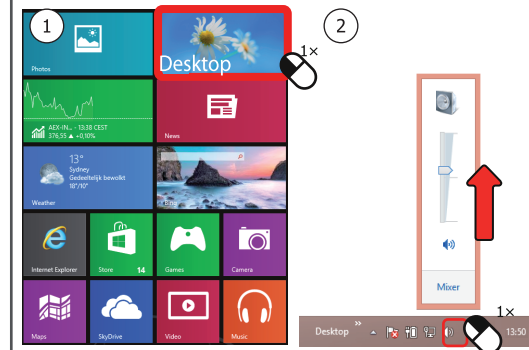 1
Photos
Desktop
1×
AEX-IN... - 13:38 CEST
376,55 ▲ +0,10%
News
13°
Sydney
Gedeeltelijk bewolkt
18°/10°
Weather
Bing
Internet Explorer
Store
14
Games
Camera
Maps
SkyDrive
Video
Music
2
Mixer
1×
Desktop
13:50